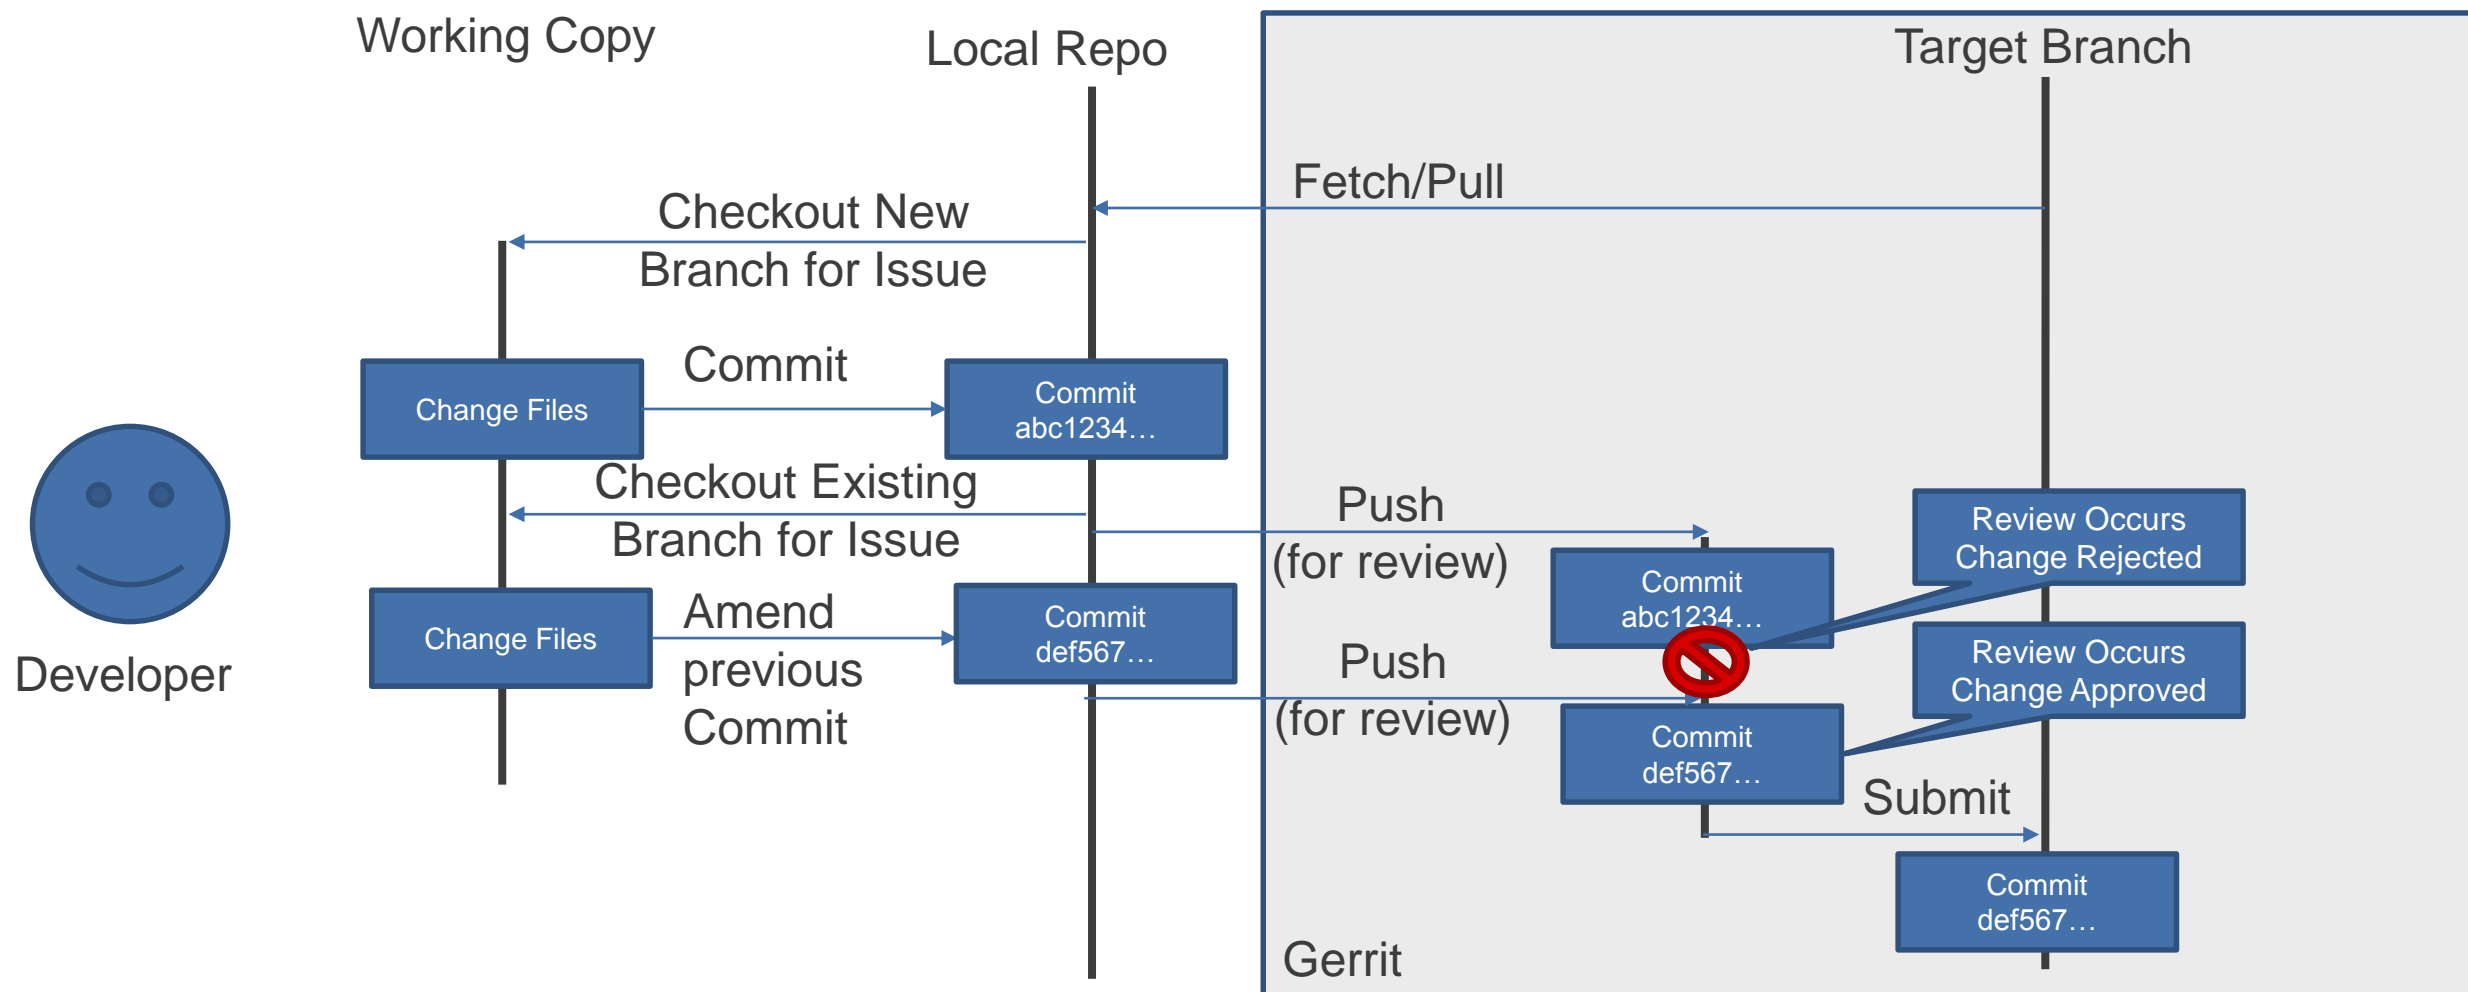 Working Copy
Local Repo
Target Branch
Fetch/Pull
Checkout New
Branch for Issue
Commit
Change Files
Commit
abc1234…
Checkout Existing
Branch for Issue
Push
(for review)
Review Occurs
Change Rejected
Commit
abc1234…
Developer
Change Files
Amend
previous
Commit
Commit
def567…
Push
(for review)
Review Occurs
Change Approved
Commit
def567…
Submit
Commit
def567…
Gerrit